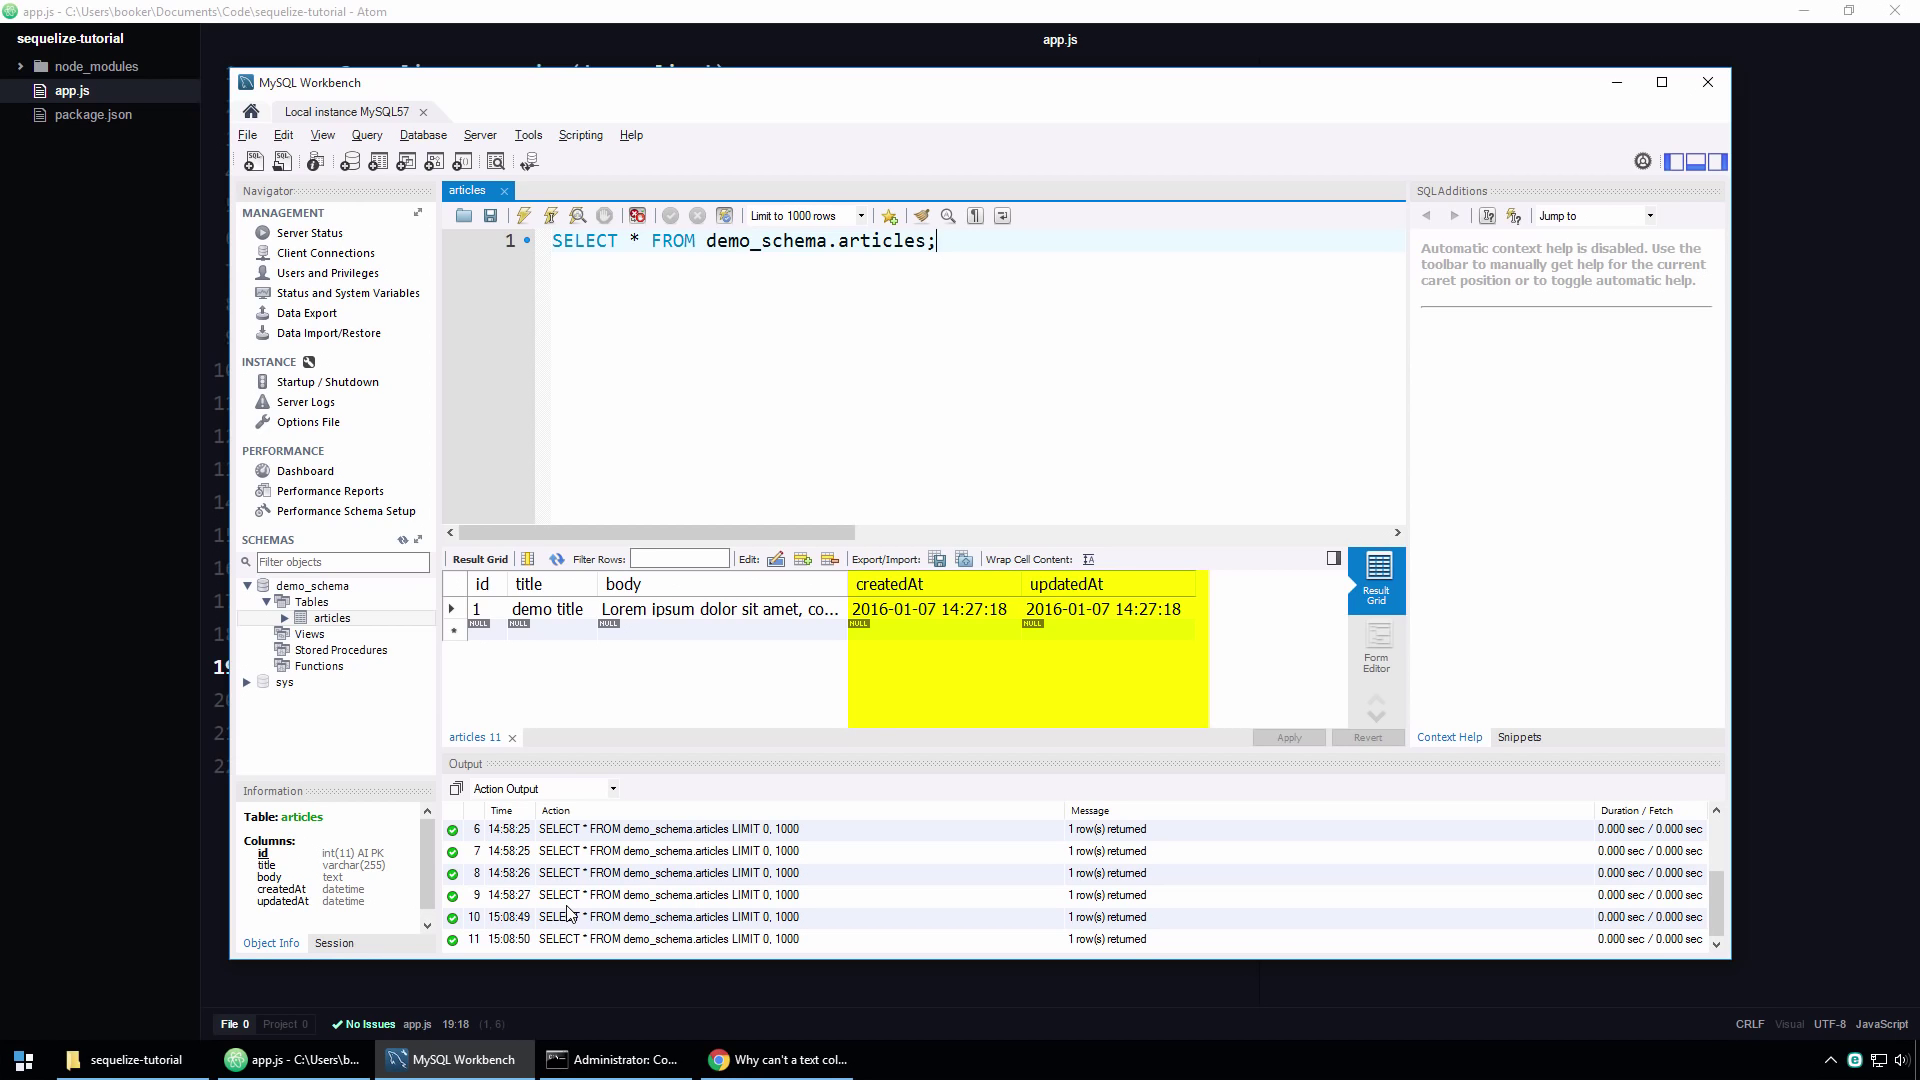 app.js - C:\Users\booker\Documents\Code\sequelize-tutorial - Atom
sequelize-tutorial
app.js
node_modules
app.js
package.json
MySQL Workbench
Local instance MySQL57
File Edit View Query Database Server Tools Scripting Help
Navigator
MANAGEMENT
Server Status
Client Connections
Users and Privileges
Status and System Variables
Data Export
Data Import/Restore
INSTANCE
Startup / Shutdown
Server Logs
Options File
PERFORMANCE
Dashboard
Performance Reports
Performance Schema Setup
SCHEMAS
Filter objects
demo_schema
Tables
articles
Views
Stored Procedures
Functions
sys
Information
Table: articles
Columns:
id int(11) AI PK
title varchar(255)
body text
createdAt datetime
updatedAt datetime
Object Info Session
articles
Limit to 1000 rows
1 SELECT * FROM demo_schema.articles;
Result Grid Filter Rows: Edit: Export/Import: Wrap Cell Content:
id title body createdAt updatedAt
1 demo title Lorem ipsum dolor sit amet, co... 2016-01-07 14:27:18 2016-01-07 14:27:18
NULL NULL NULL NULL NULL
Result
Grid
Form
Editor
articles 11
Apply Revert
SQLAdditions
Jump to
Automatic context help is disabled. Use the
toolbar to manually get help for the current
caret position or to toggle automatic help.
Context Help Snippets
Output
Action Output
Time Action Message Duration / Fetch
6 14:58:25 SELECT * FROM demo_schema.articles LIMIT 0, 1000 1 row(s) returned 0.000 sec / 0.000 sec
7 14:58:25 SELECT * FROM demo_schema.articles LIMIT 0, 1000 1 row(s) returned 0.000 sec / 0.000 sec
8 14:58:26 SELECT * FROM demo_schema.articles LIMIT 0, 1000 1 row(s) returned 0.000 sec / 0.000 sec
9 14:58:27 SELECT * FROM demo_schema.articles LIMIT 0, 1000 1 row(s) returned 0.000 sec / 0.000 sec
10 15:08:49 SELECT * FROM demo_schema.articles LIMIT 0, 1000 1 row(s) returned 0.000 sec / 0.000 sec
11 15:08:50 SELECT * FROM demo_schema.articles LIMIT 0, 1000 1 row(s) returned 0.000 sec / 0.000 sec
File 0 Project 0 No Issues app.js 19:18 (1, 6) CRLF Visual UTF-8 JavaScript
sequelize-tutorial app.js - C:\Users\b... MySQL Workbench Administrator: Co... Why can't a text col...